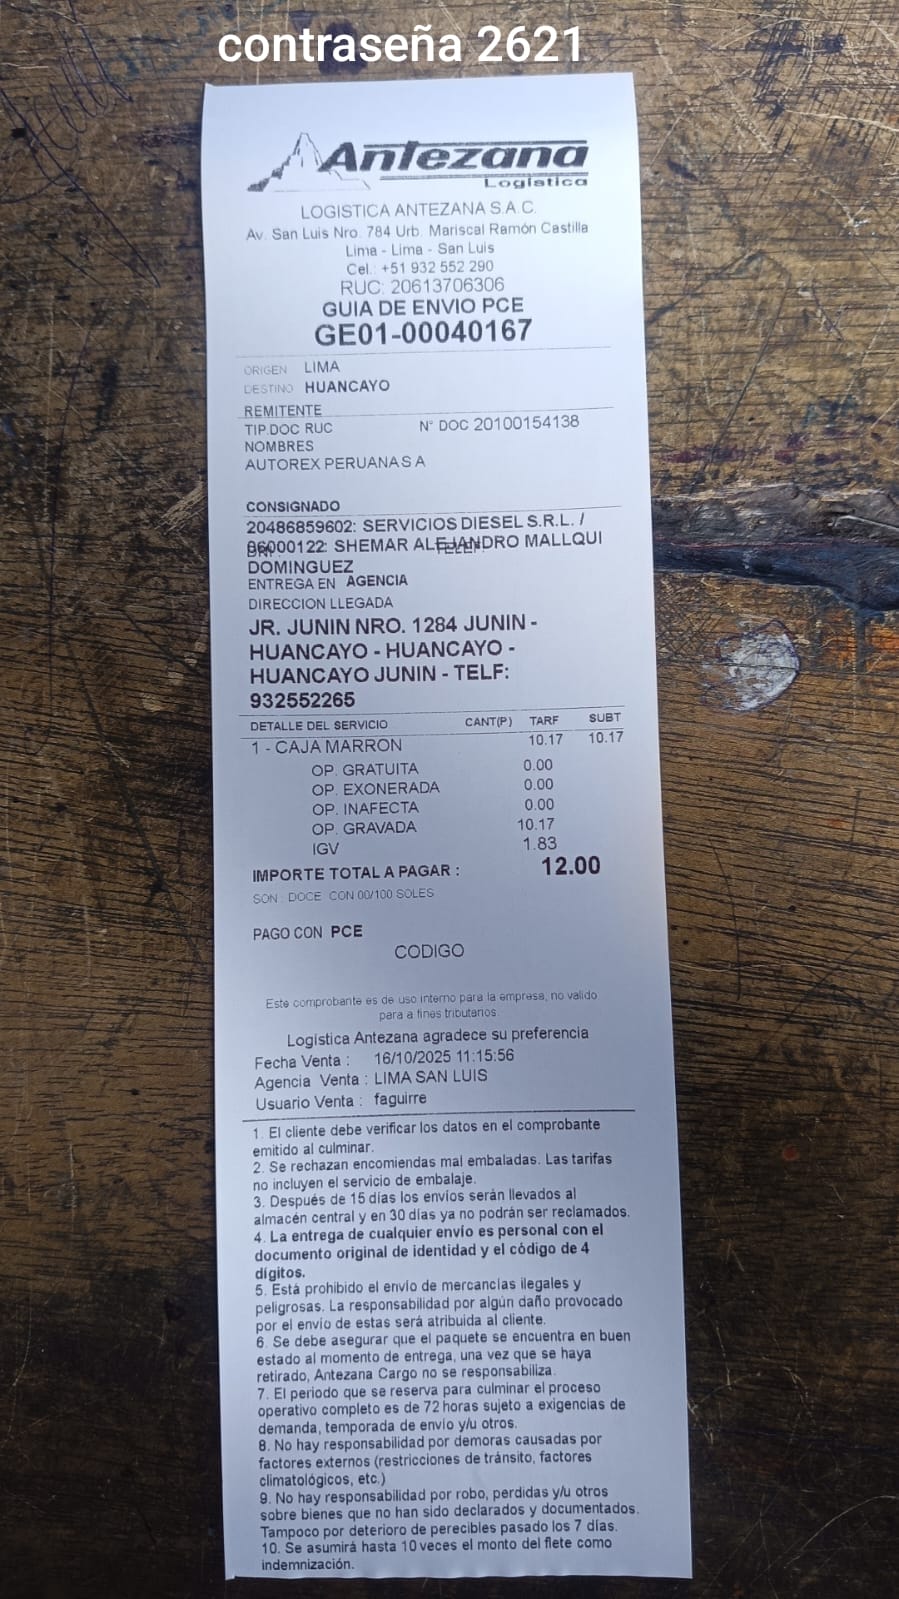 contraseña 2621
Antezana
Logística
LOGISTICA ANTEZANA S.A.C.
Av. San Luis Nro. 784 Urb. Mariscal Ramón Castilla
Lima - Lima - San Luis
Cel.: +51 932 552 290
RUC: 20613706306
GUIA DE ENVIO PCE
GE01-00040167
ORIGEN LIMA
DESTINO HUANCAYO
REMITENTE
TIP.DOC RUC N° DOC 20100154138
NOMBRES
AUTOREX PERUANA S A
CONSIGNADO
20486859602: SERVICIOS DIESEL S.R.L. /
SHEMAR ALEJANDRO MALLQUI
DOMINGUEZ
ENTREGA EN AGENCIA
DIRECCION LLEGADA
JR. JUNIN NRO. 1284 JUNIN -
HUANCAYO - HUANCAYO -
HUANCAYO JUNIN - TELF:
932552265
DETALLE DEL SERVICIO CANT(P) TARF SUBT
1 - CAJA MARRON 10.17 10.17
OP. GRATUITA 0.00
OP. EXONERADA 0.00
OP. INAFECTA 0.00
OP. GRAVADA 10.17
IGV 1.83
IMPORTE TOTAL A PAGAR : 12.00
SON : DOCE CON 00/100 SOLES
PAGO CON PCE
CODIGO
Este comprobante es de uso interno para la empresa, no valido
para a fines tributarios.
Logística Antezana agradece su preferencia
Fecha Venta : 16/10/2025 11:15:56
Agencia Venta : LIMA SAN LUIS
Usuario Venta : faguirre
1. El cliente debe verificar los datos en el comprobante
emitido al culminar.
2. Se rechazan encomiendas mal embaladas. Las tarifas
no incluyen el servicio de embalaje.
3. Después de 15 días los envíos serán llevados al
almacén central y en 30 días ya no podrán ser reclamados.
4. La entrega de cualquier envío es personal con el
documento original de identidad y el código de 4
dígitos.
5. Está prohibido el envío de mercancías ilegales y
peligrosas. La responsabilidad por algún daño provocado
por el envío de estas será atribuida al cliente.
6. Se debe asegurar que el paquete se encuentra en buen
estado al momento de entrega, una vez que se haya
retirado, Antezana Cargo no se responsabiliza.
7. El periodo que se reserva para culminar el proceso
operativo completo es de 72 horas sujeto a exigencias de
demanda, temporada de envío y/u otros.
8. No hay responsabilidad por demoras causadas por
factores externos (restricciones de tránsito, factores
climatológicos, etc.)
9. No hay responsabilidad por robo, perdidas y/u otros
sobre bienes que no han sido declarados y documentados.
Tampoco por deterioro de perecibles pasado los 7 días.
10. Se asumirá hasta 10 veces el monto del flete como
indemnización.